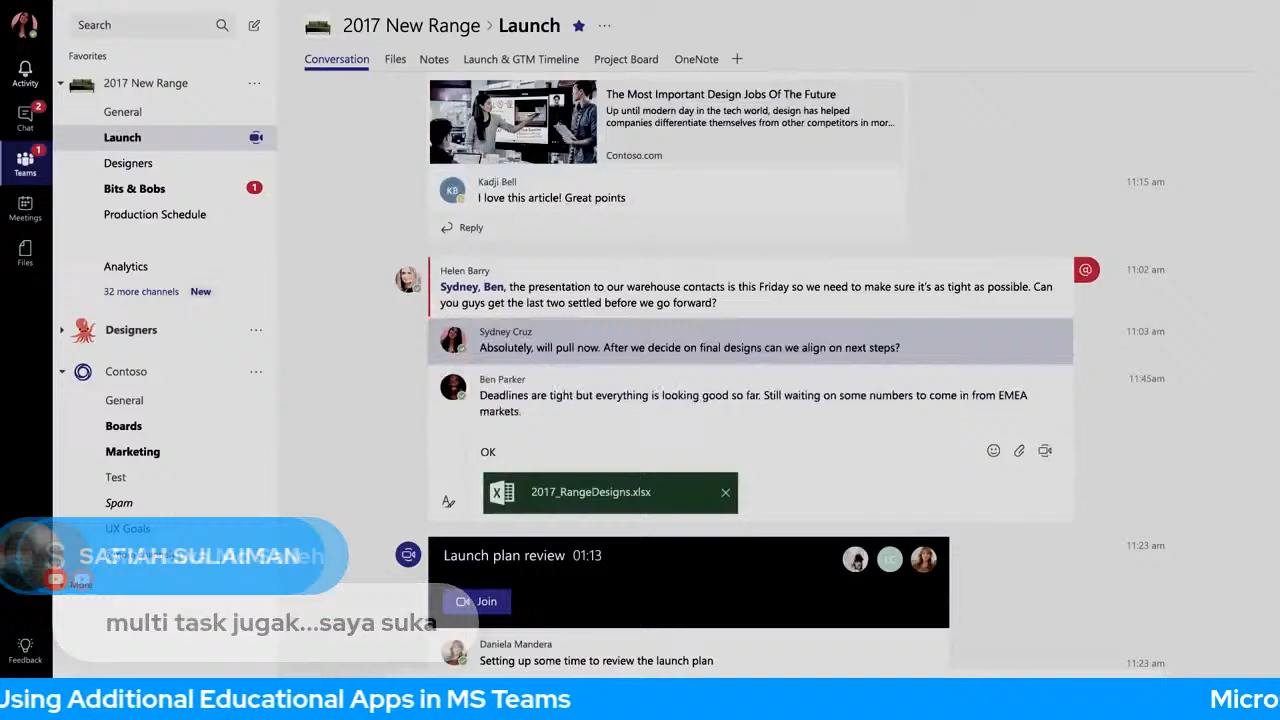 Search
Favorites
2017 New Range
General
Launch
Designers
Bits & Bobs
1
Production Schedule
Analytics
32 more channels New
Designers
Contoso
General
Boards
Marketing
Test
Spam
UX Goals
More
Activity
Chat
2
Teams
1
Meetings
Files
Feedback
2017 New Range > Launch
Conversation Files Notes Launch & GTM Timeline Project Board OneNote +
The Most Important Design Jobs Of The Future
Up until modern day in the tech world, design has helped
companies differentiate themselves from other competitors in mor...
Contoso.com
KB
Kadji Bell
I love this article! Great points
11:15 am
Reply
Helen Barry
Sydney, Ben, the presentation to our warehouse contacts is this Friday so we need to make sure it's as tight as possible. Can
you guys get the last two settled before we go forward?
@
11:02 am
Sydney Cruz
Absolutely, will pull now. After we decide on final designs can we align on next steps?
11:03 am
Ben Parker
Deadlines are tight but everything is looking good so far. Still waiting on some numbers to come in from EMEA
markets.
11:45am
OK
2017_RangeDesigns.xlsx
Launch plan review 01:13
Join
11:23 am
Daniela Mandera
Setting up some time to review the launch plan
11:23 am
SULAIMAN
multi task jugak...saya suka
Using Additional Educational Apps in MS Teams
Micro